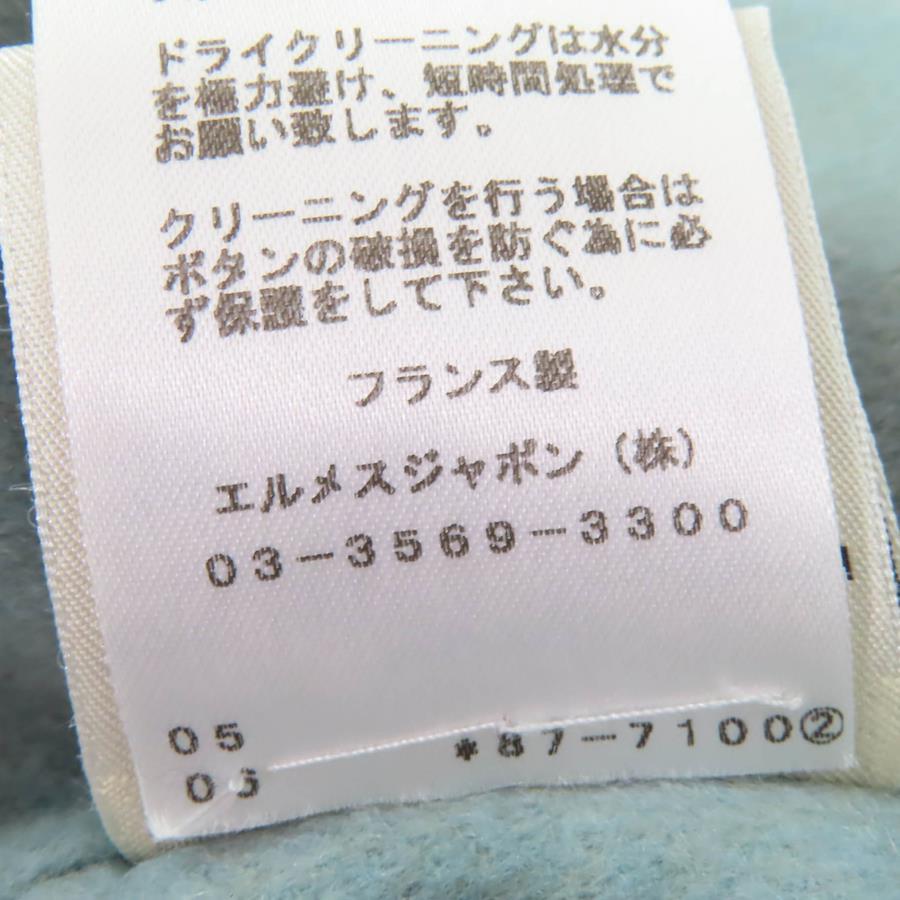 ドライクリーニングは水分
を極力避け、短時間処理で
お願い致します。
クリーニングを行う場合は
ボタンの破損を防ぐ為に必
ず保護をして下さい。
フランス製
エルメスジャポン（株）
03-3569-3300
05
*87-7100②
06